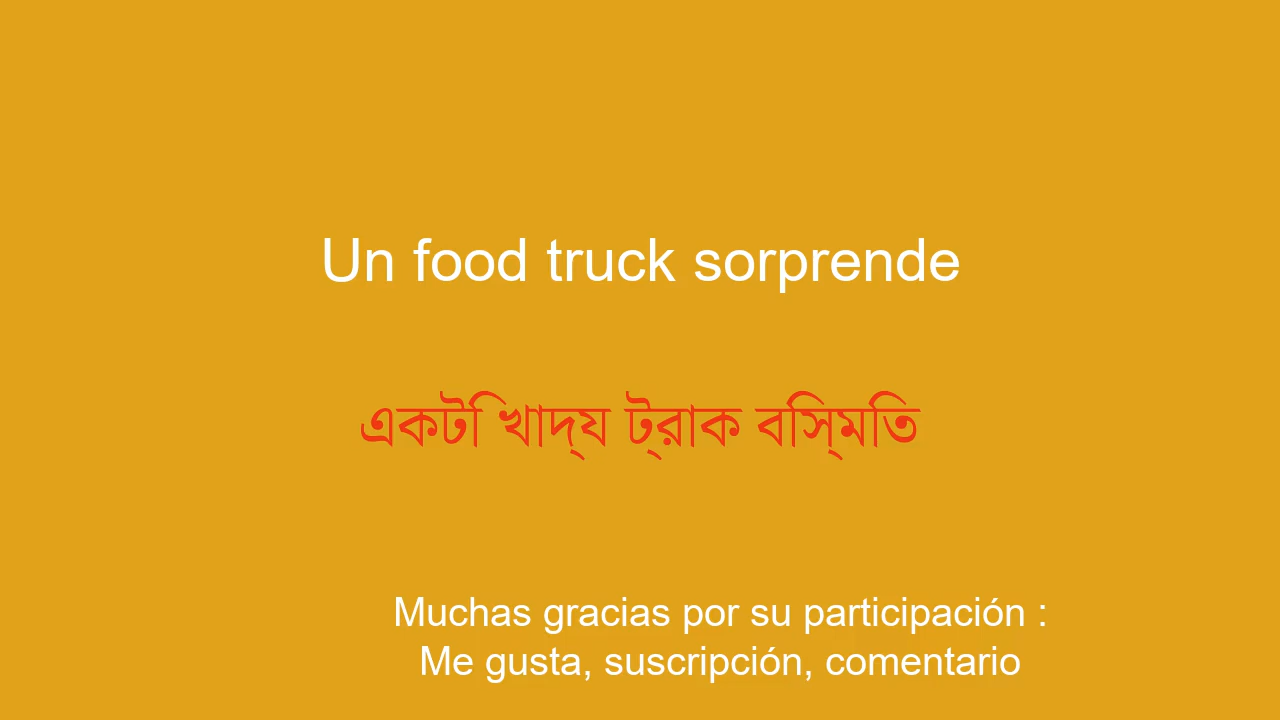 Un food truck sorprende
একটি খাদ্য ট্রাক বিস্মিত
Muchas gracias por su participación :
Me gusta, suscripción, comentario